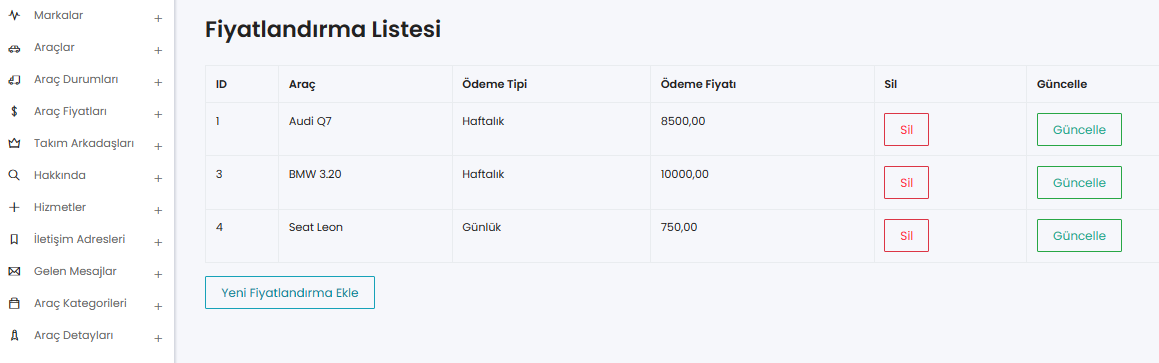 Markalar +
Araçlar +
Araç Durumları +
Araç Fiyatları +
Takım Arkadaşları +
Hakkında +
Hizmetler +
İletişim Adresleri +
Gelen Mesajlar +
Araç Kategorileri +
Araç Detayları +
Fiyatlandırma Listesi
ID Araç Ödeme Tipi Ödeme Fiyatı Sil Güncelle
1 Audi Q7 Haftalık 8500,00 Sil Güncelle
3 BMW 3.20 Haftalık 10000,00 Sil Güncelle
4 Seat Leon Günlük 750,00 Sil Güncelle
Yeni Fiyatlandırma Ekle